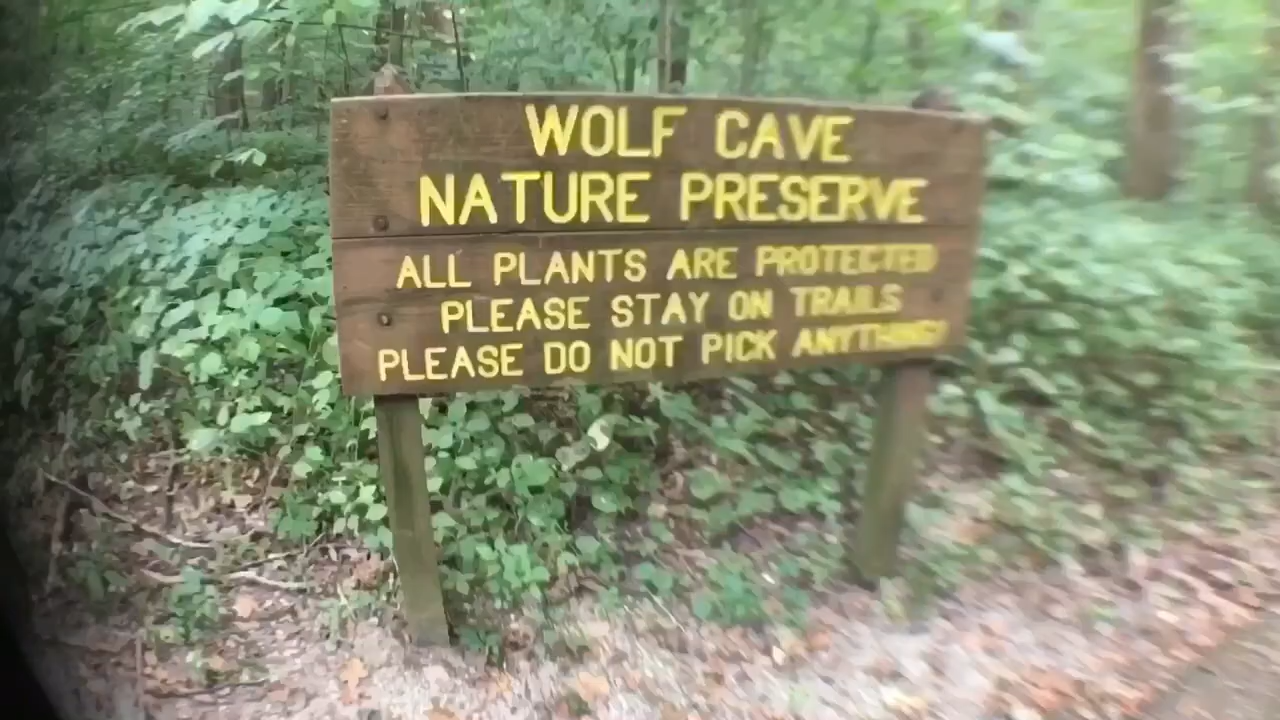 WOLF CAVE
NATURE PRESERVE
ALL PLANTS ARE PROTECTED
PLEASE STAY ON TRAILS
PLEASE DO NOT PICK ANYTHING!